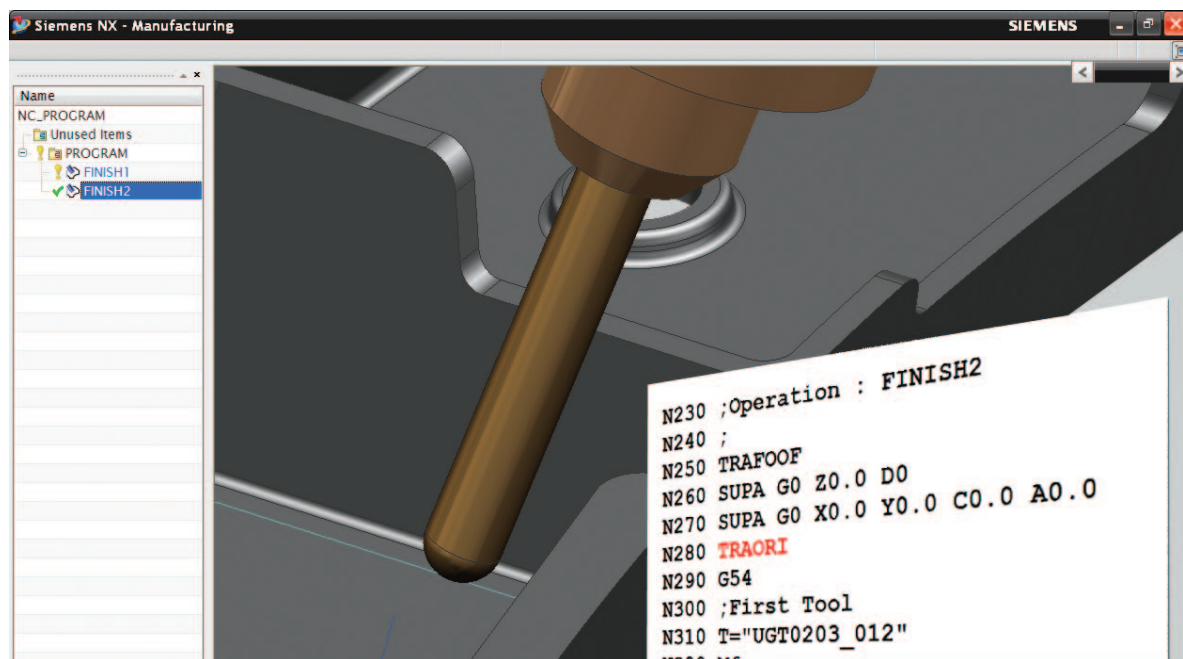 Siemens NX - Manufacturing
SIEMENS
Name
NC_PROGRAM
Unused Items
PROGRAM
FINISH1
FINISH2
N230 ;Operation : FINISH2
N240 ;
N250 TRAFOOF
N260 SUPA G0 Z0.0 D0
N270 SUPA G0 X0.0 Y0.0 C0.0 A0.0
N280 TRAORI
N290 G54
N300 ;First Tool
N310 T="UGT0203_012"